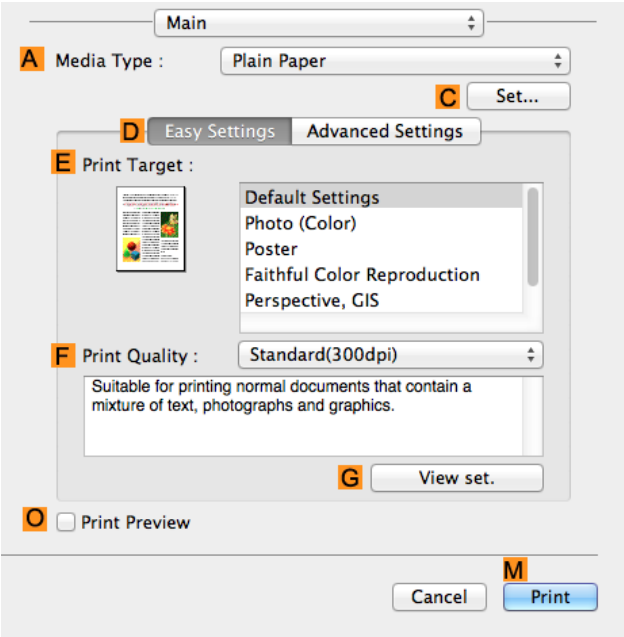 Main
A Media Type : Plain Paper
C Set...
D Easy Settings Advanced Settings
E Print Target :
Default Settings
Photo (Color)
Poster
Faithful Color Reproduction
Perspective, GIS
F Print Quality : Standard(300dpi)
Suitable for printing normal documents that contain a
mixture of text, photographs and graphics.
G View set.
O Print Preview
M
Cancel Print